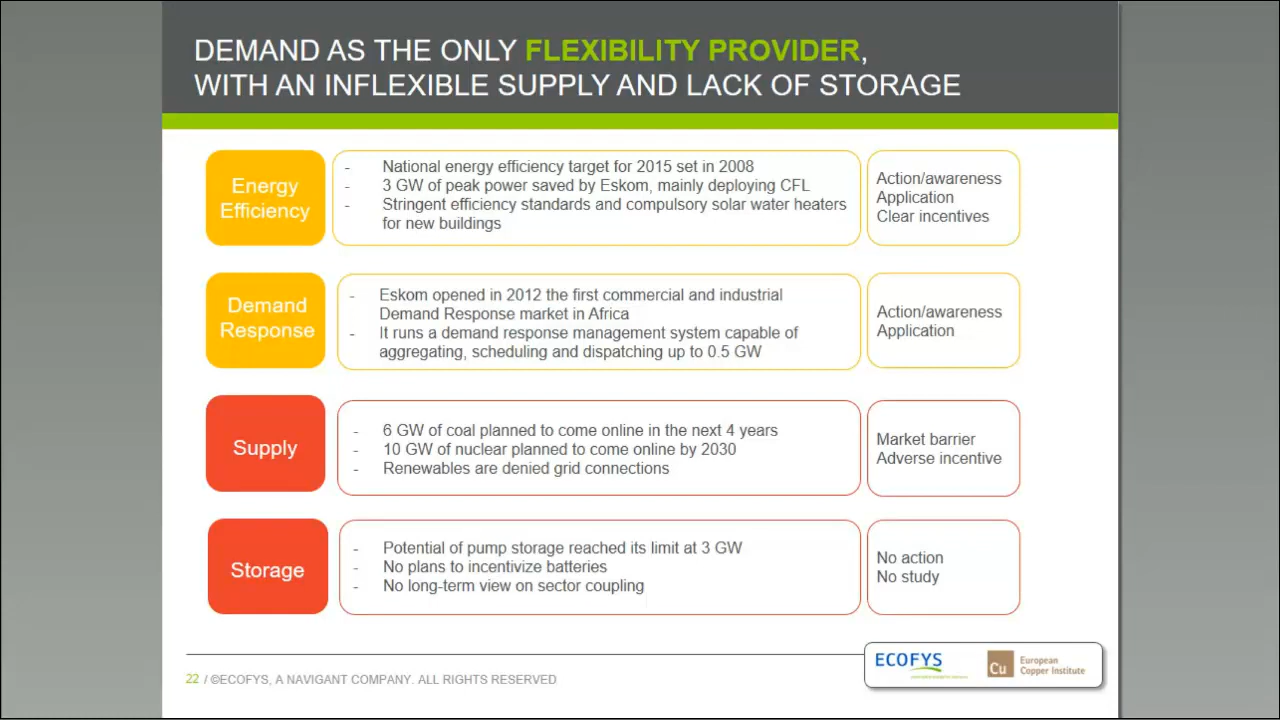 DEMAND AS THE ONLY FLEXIBILITY PROVIDER,
WITH AN INFLEXIBLE SUPPLY AND LACK OF STORAGE
Energy
Efficiency
- National energy efficiency target for 2015 set in 2008
- 3 GW of peak power saved by Eskom, mainly deploying CFL
- Stringent efficiency standards and compulsory solar water heaters
for new buildings
Action/awareness
Application
Clear incentives
Demand
Response
- Eskom opened in 2012 the first commercial and industrial
Demand Response market in Africa
- It runs a demand response management system capable of
aggregating, scheduling and dispatching up to 0.5 GW
Action/awareness
Application
Supply
- 6 GW of coal planned to come online in the next 4 years
- 10 GW of nuclear planned to come online by 2030
- Renewables are denied grid connections
Market barrier
Adverse incentive
Storage
- Potential of pump storage reached its limit at 3 GW
- No plans to incentivize batteries
- No long-term view on sector coupling
No action
No study
22 / ©ECOFYS, A NAVIGANT COMPANY. ALL RIGHTS RESERVED
ECOFYS
Cu
European
Copper Institute